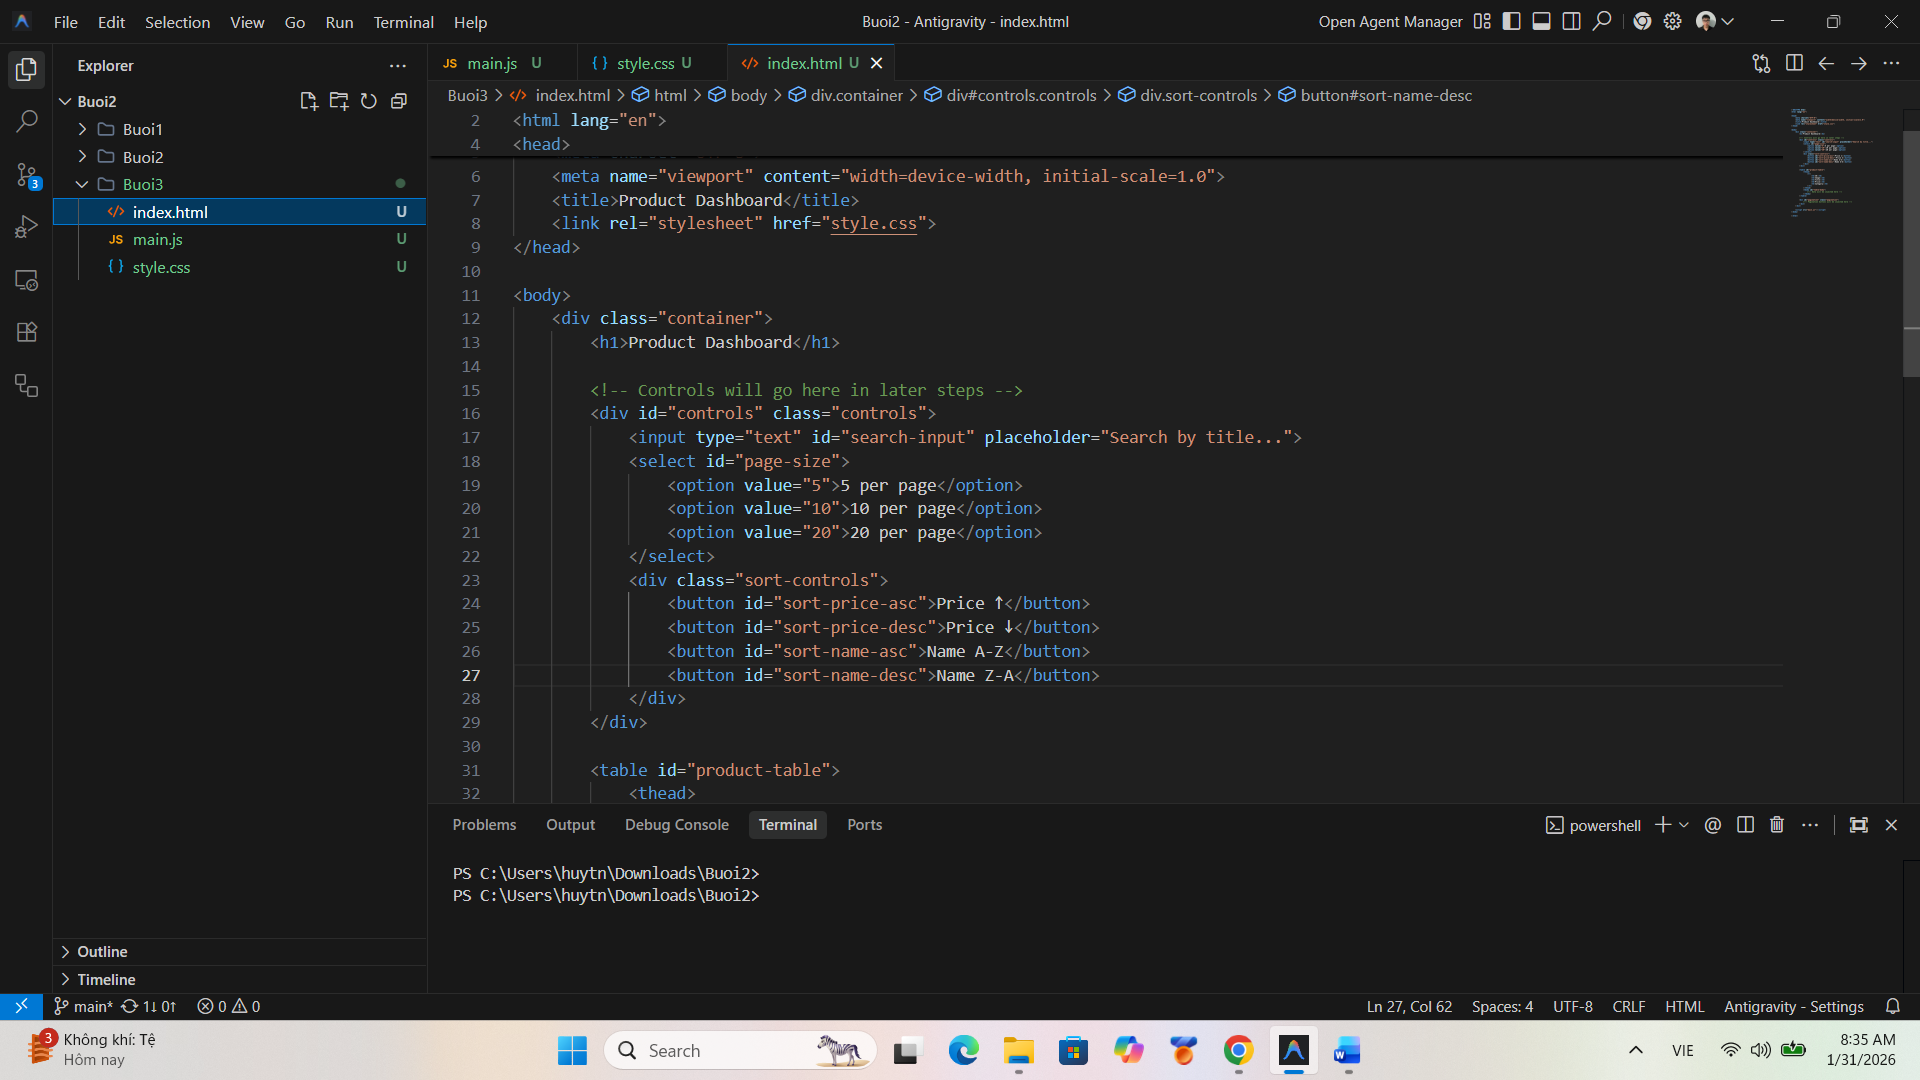 File Edit Selection View Go Run Terminal Help
Buoi2 - Antigravity - index.html
Open Agent Manager
Explorer
Buoi2
Buoi1
Buoi2
Buoi3
index.html U
JS main.js U
{ } style.css U
Outline
Timeline
3
JS main.js U
{ } style.css U
index.html U
Buoi3 > index.html > html > body > div.container > div#controls.controls > div.sort-controls > button#sort-name-desc
2 <html lang="en">
4 <head>
6 <meta name="viewport" content="width=device-width, initial-scale=1.0">
7 <title>Product Dashboard</title>
8 <link rel="stylesheet" href="style.css">
9 </head>
10
11 <body>
12 <div class="container">
13 <h1>Product Dashboard</h1>
14
15 <!-- Controls will go here in later steps -->
16 <div id="controls" class="controls">
17 <input type="text" id="search-input" placeholder="Search by title...">
18 <select id="page-size">
19 <option value="5">5 per page</option>
20 <option value="10">10 per page</option>
21 <option value="20">20 per page</option>
22 </select>
23 <div class="sort-controls">
24 <button id="sort-price-asc">Price ↑</button>
25 <button id="sort-price-desc">Price ↓</button>
26 <button id="sort-name-asc">Name A-Z</button>
27 <button id="sort-name-desc">Name Z-A</button>
28 </div>
29 </div>
30
31 <table id="product-table">
32 <thead>
Problems Output Debug Console Terminal Ports
powershell
PS C:\Users\huytn\Downloads\Buoi2>
PS C:\Users\huytn\Downloads\Buoi2>
main* 1↓ 0↑ 0 0
Ln 27, Col 62 Spaces: 4 UTF-8 CRLF HTML Antigravity - Settings
3
Không khí: Tệ
Hôm nay
Search
VIE
8:35 AM
1/31/2026